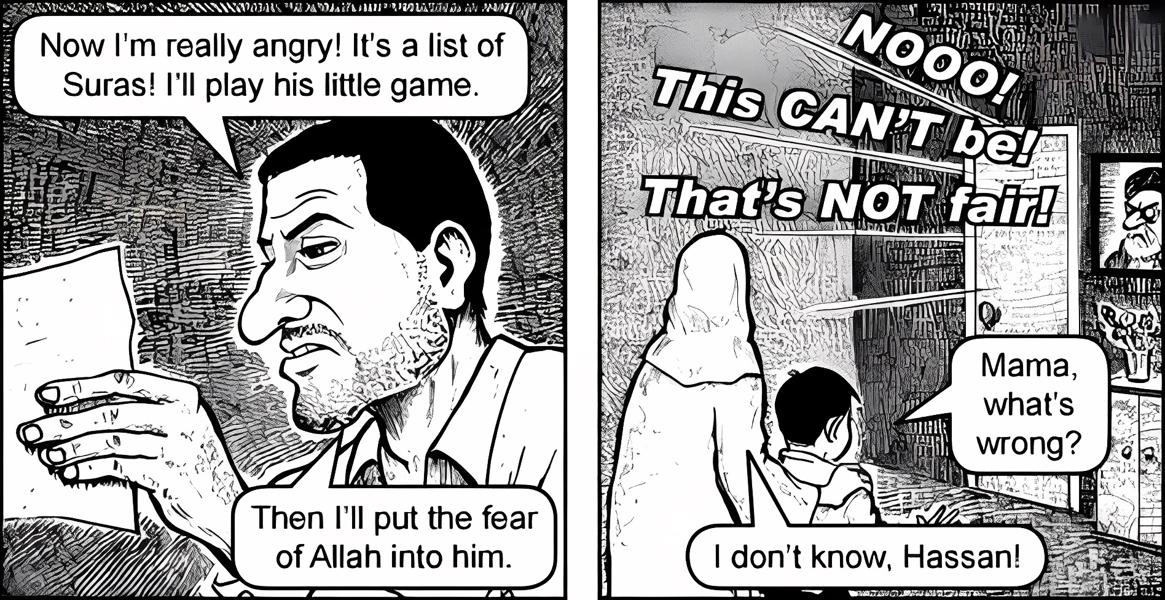 Now I'm really angry! It's a list of
Suras! I'll play his little game.
Then I'll put the fear
of Allah into him.
NOOO!
This CAN'T be!
That's NOT fair!
Mama,
what's
wrong?
I don't know, Hassan!